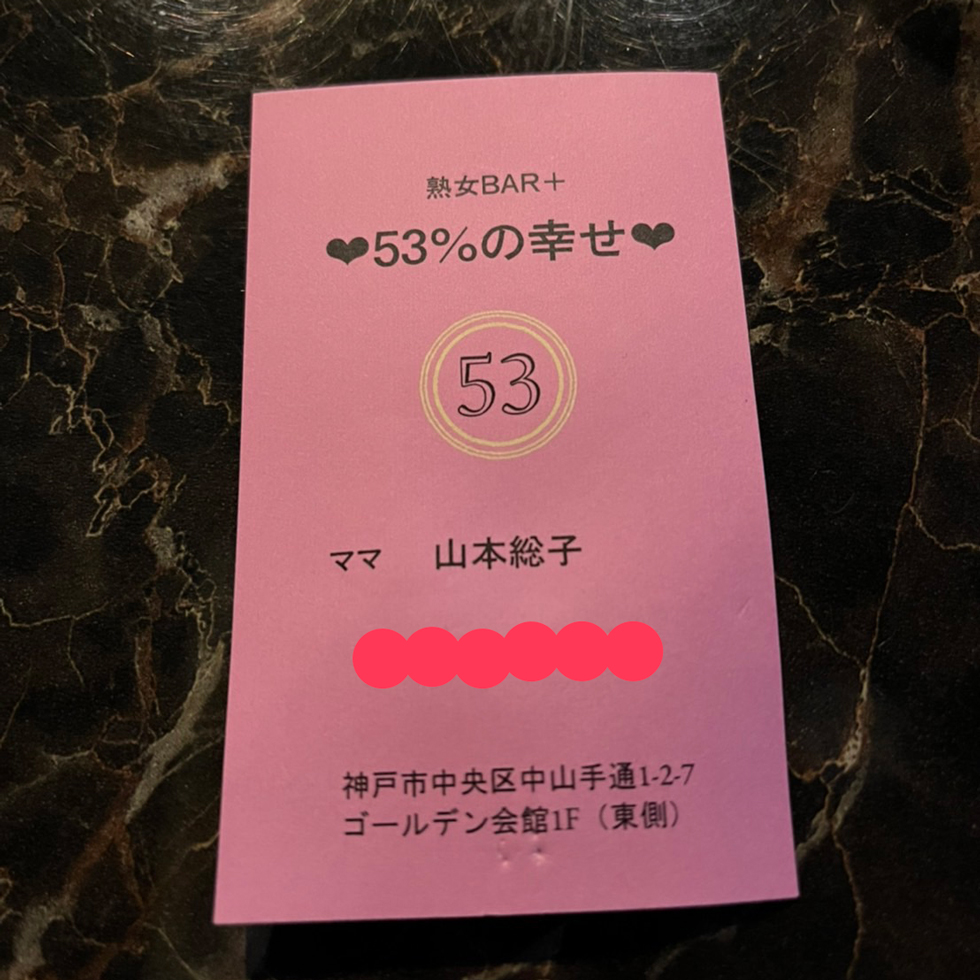 熟女BAR＋
❤53%の幸せ❤
53
ママ　山本総子
神戸市中央区中山手通1-2-7
ゴールデン会館1F（東側）